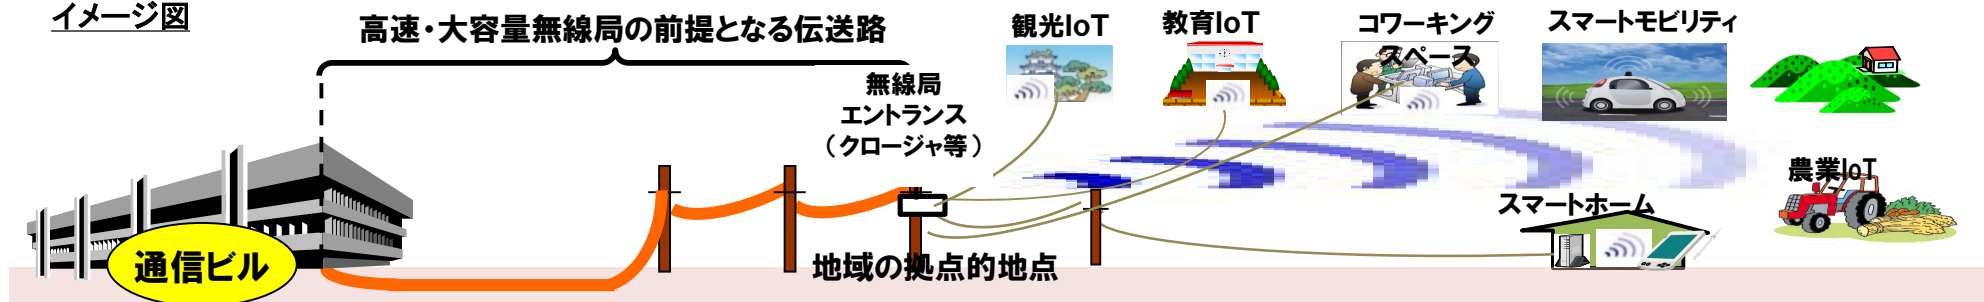 イメージ図
高速・大容量無線局の前提となる伝送路
無線局
エントランス
（クロージャ等）
観光IoT
教育IoT
コワーキング
スペース
スマートモビリティ
農業IoT
スマートホーム
通信ビル
地域の拠点的地点